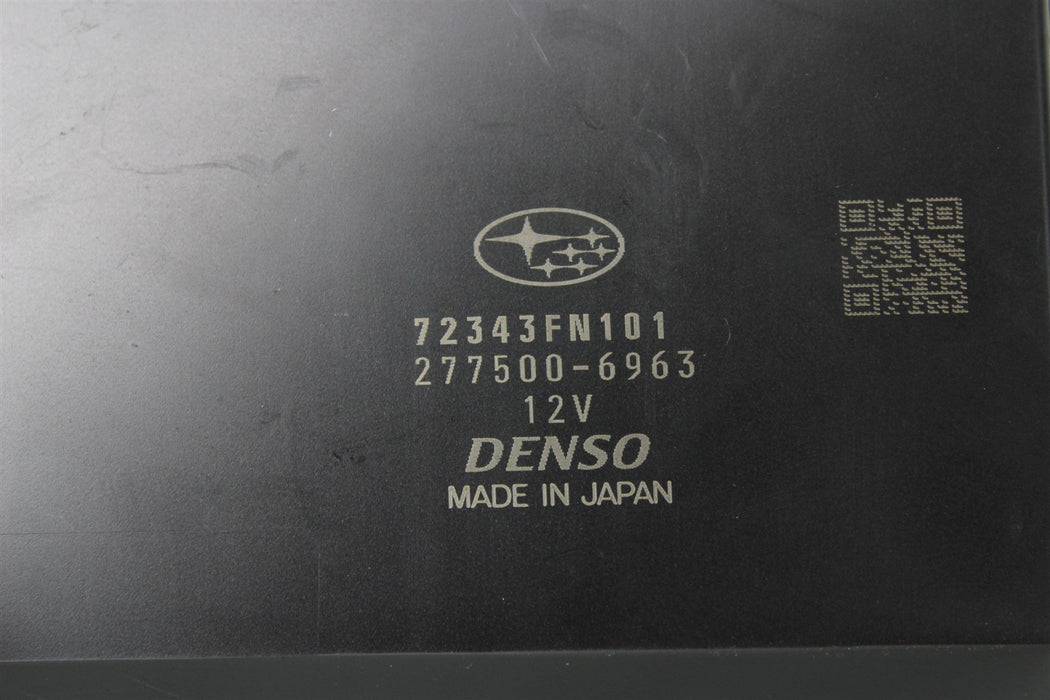 72343FN101
277500-6963
12V
DENSO
MADE IN JAPAN